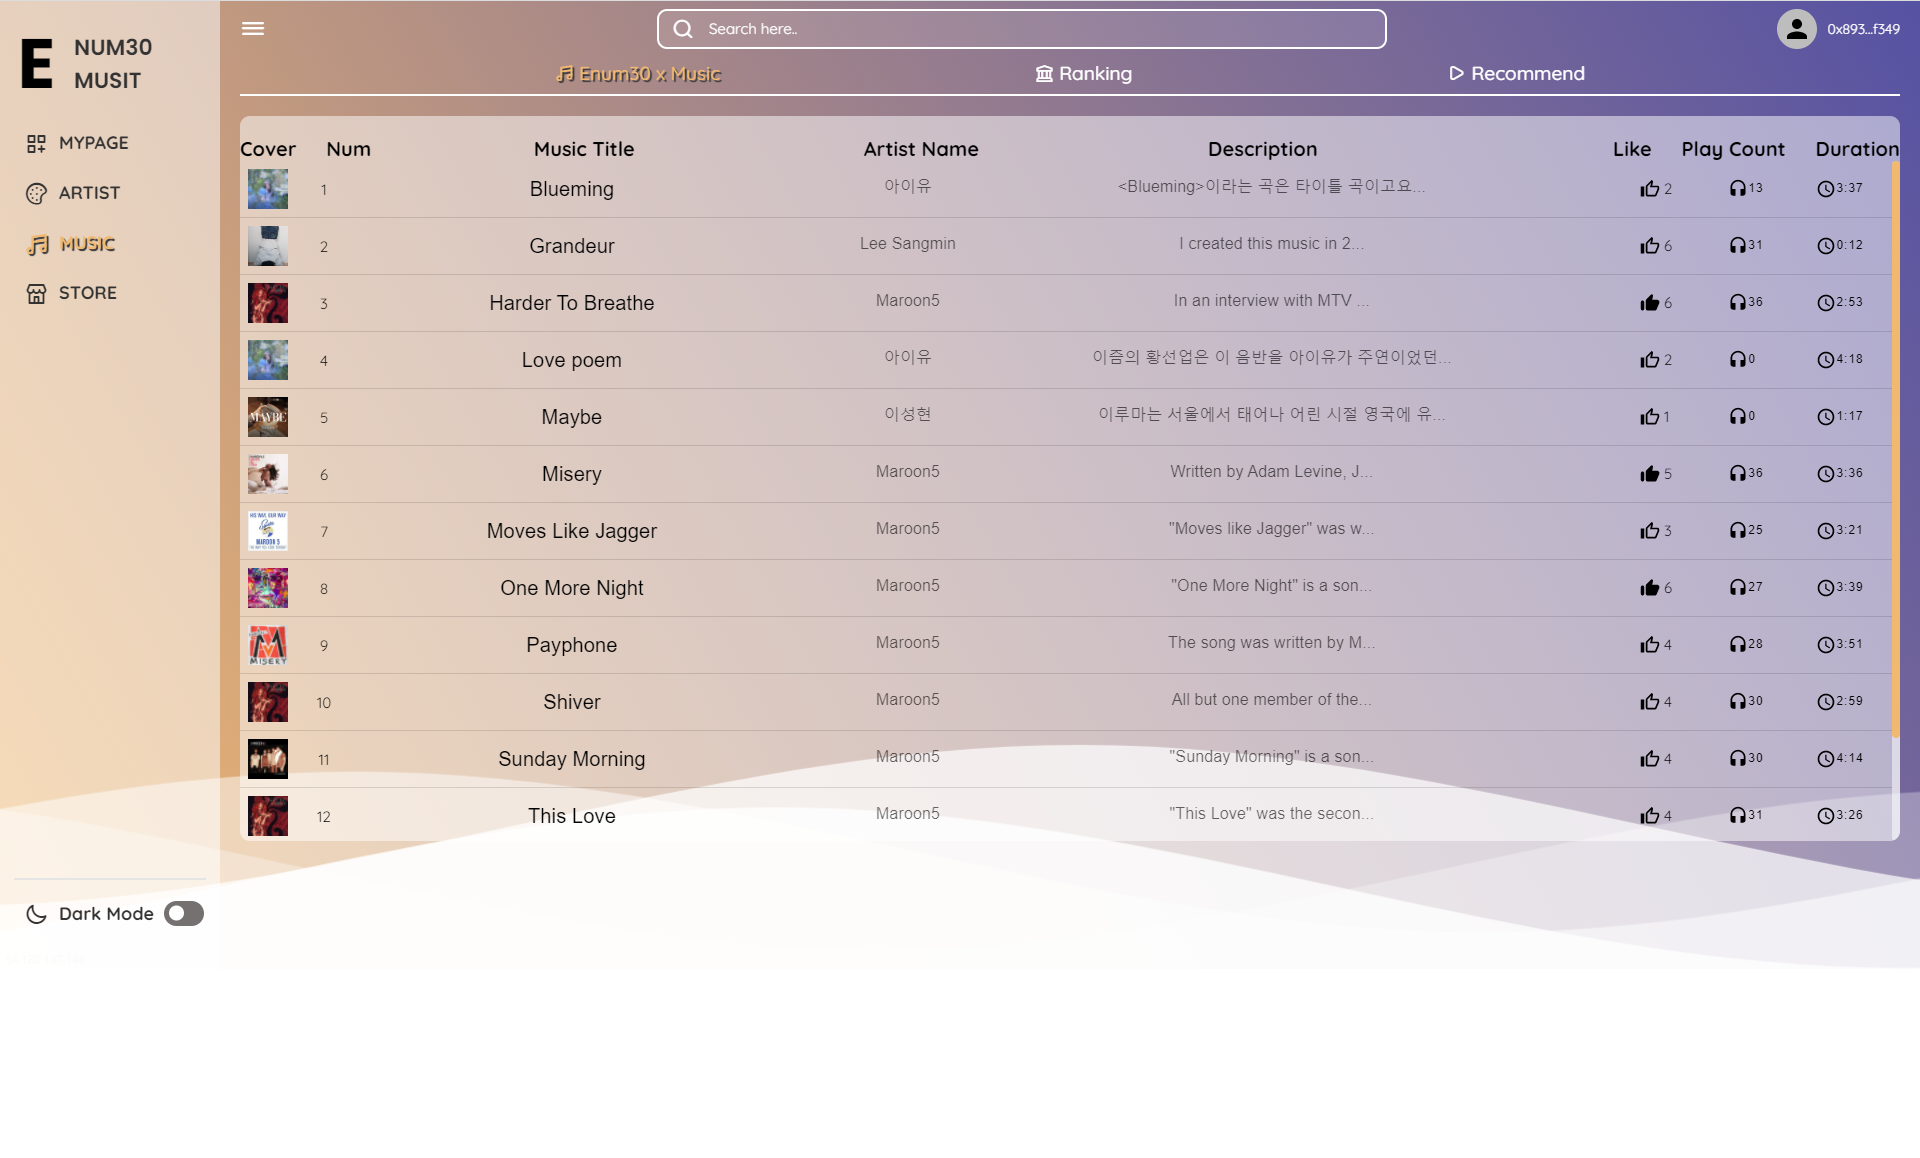 E NUM30 MUSIT
Search here..
0x893...f349
Enum30 x Music
Ranking
Recommend
MYPAGE
ARTIST
MUSIC
STORE
Dark Mode
Cover Num Music Title Artist Name Description Like Play Count Duration
1 Blueming 아이유 <Blueming>이라는 곡은 타이틀 곡이고요... 2 13 3:37
2 Grandeur Lee Sangmin I created this music in 2... 6 31 0:12
3 Harder To Breathe Maroon5 In an interview with MTV ... 6 36 2:53
4 Love poem 아이유 이즘의 황선업은 이 음반을 아이유가 주연이었던... 2 0 4:18
MAYBE 5 Maybe 이성현 이루마는 서울에서 태어나 어린 시절 영국에 유... 1 0 1:17
6 Misery Maroon5 Written by Adam Levine, J... 5 36 3:36
MAROON 5 7 Moves Like Jagger Maroon5 "Moves like Jagger" was w... 3 25 3:21
8 One More Night Maroon5 "One More Night" is a son... 6 27 3:39
MISERY 9 Payphone Maroon5 The song was written by M... 4 28 3:51
10 Shiver Maroon5 All but one member of the... 4 30 2:59
11 Sunday Morning Maroon5 "Sunday Morning" is a son... 4 30 4:14
12 This Love Maroon5 "This Love" was the secon... 4 31 3:26